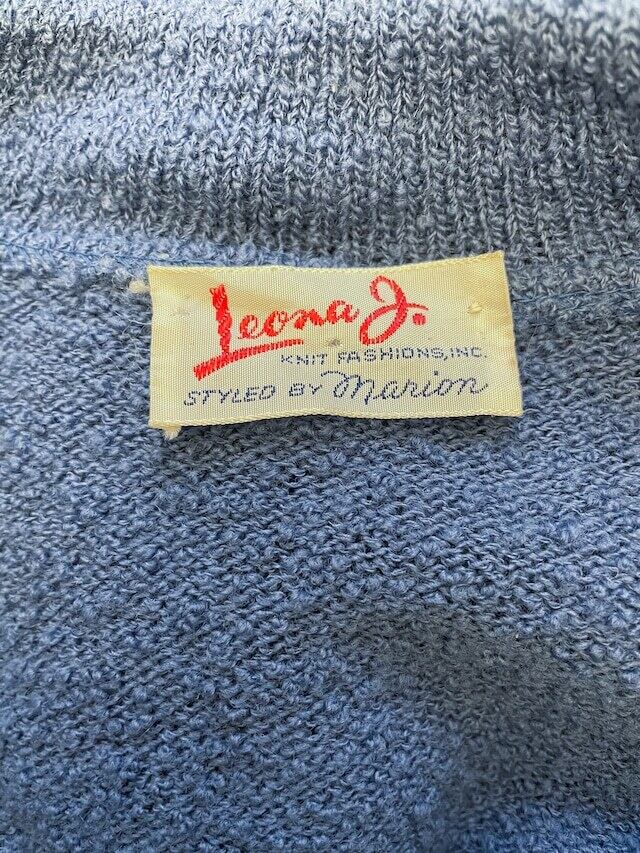 Leona J.
KNIT FASHIONS, INC.
STYLED BY Marion